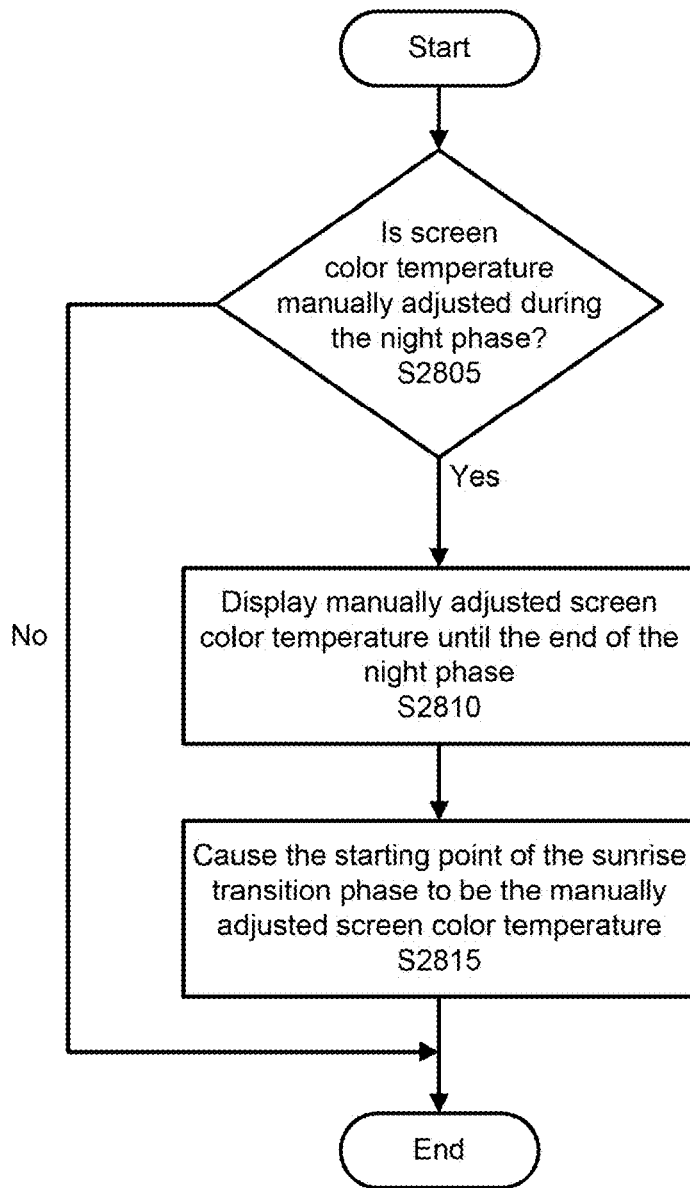 Start
Is screen
color temperature
manually adjusted during
the night phase?
S2805
Yes
No
Display manually adjusted screen
color temperature until the end of the
night phase
S2810
Cause the starting point of the sunrise
transition phase to be the manually
adjusted screen color temperature
S2815
End